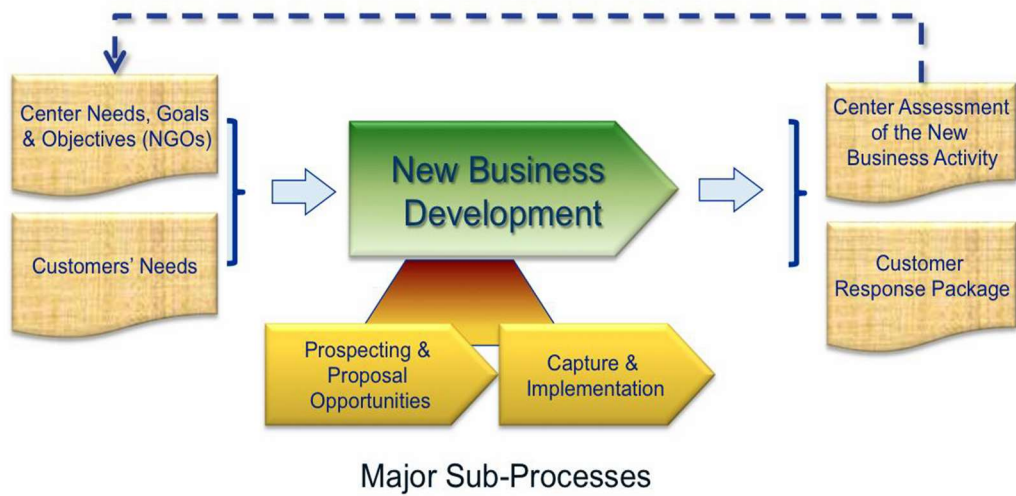 Center Needs, Goals
& Objectives (NGOs)
Customers’ Needs
New Business
Development
Prospecting &
Proposal
Opportunities
Capture &
Implementation
Center Assessment
of the New
Business Activity
Customer
Response Package
Major Sub-Processes